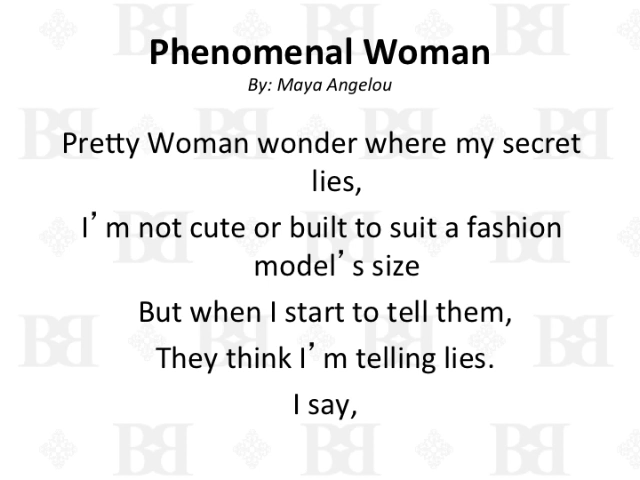 Phenomenal Woman
By: Maya Angelou
Pretty Woman wonder where my secret
lies,
I’m not cute or built to suit a fashion
model’s size
But when I start to tell them,
They think I’m telling lies.
I say,